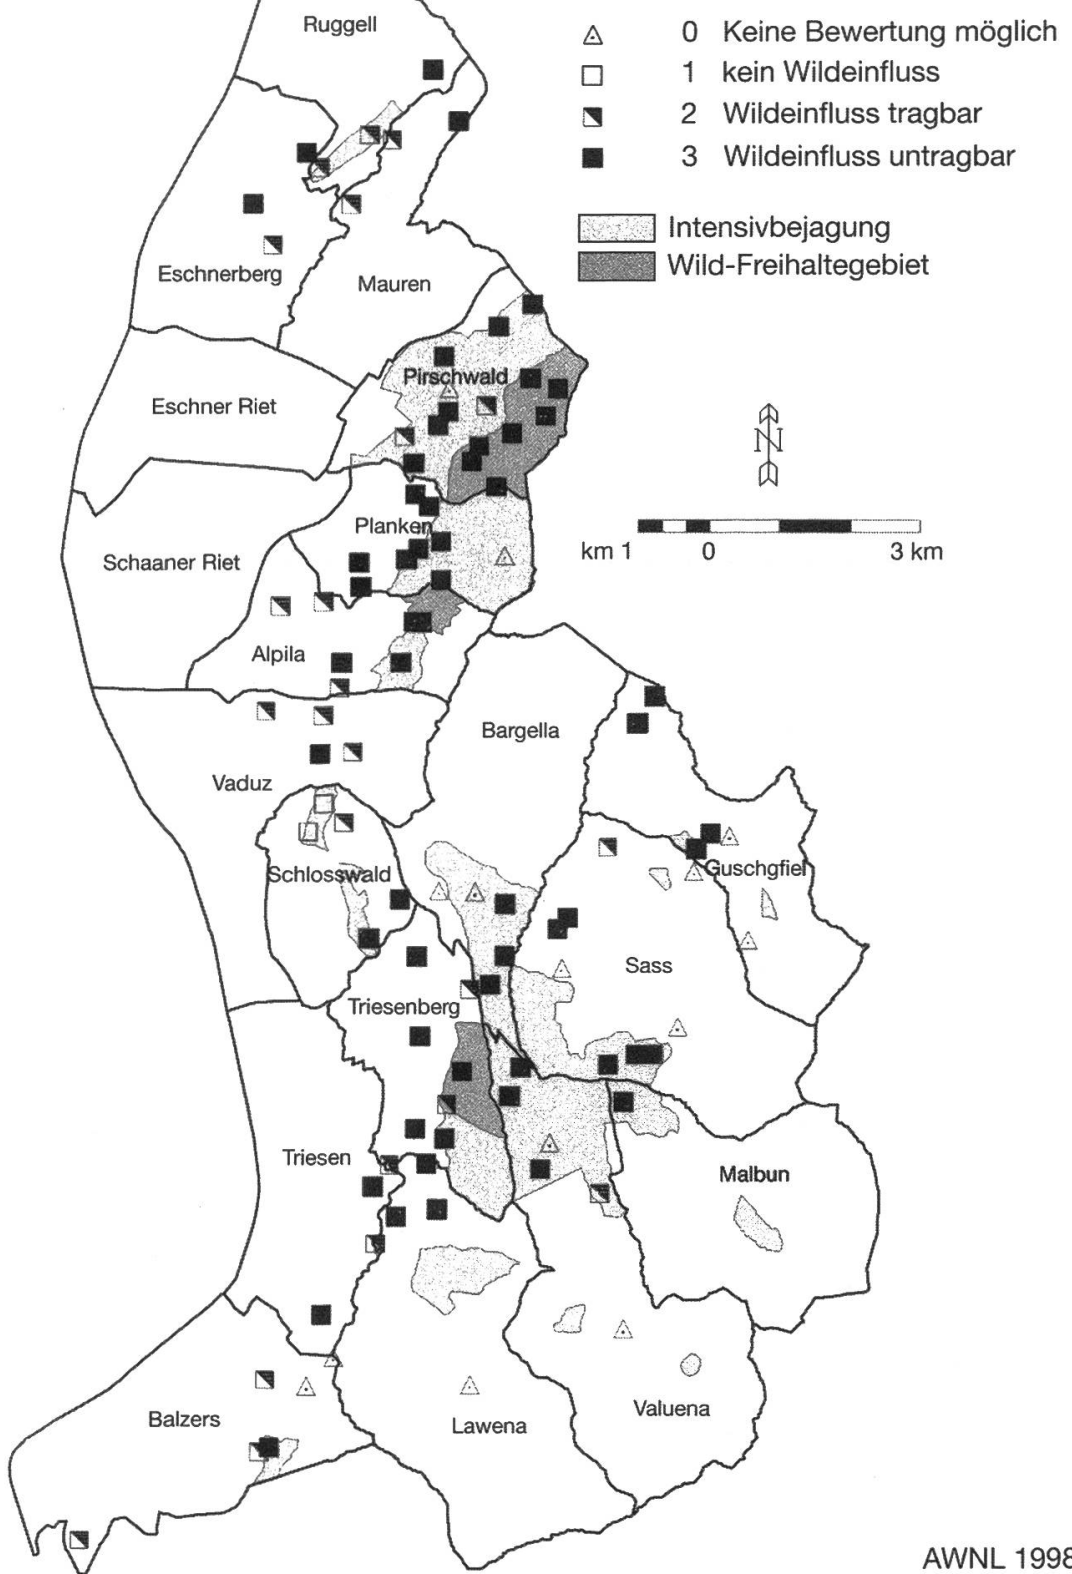 Ruggell
0 Keine Bewertung möglich
1 kein Wildeinfluss
2 Wildeinfluss tragbar
3 Wildeinfluss untragbar
Intensivbejagung
Wild-Freihaltegebiet
Eschnerberg
Mauren
Pirschwald
Eschner Riet
N
Planken
Schaaner Riet
km 1 0 3 km
Alpila
Bargella
Vaduz
Schlosswald
Guschgfiel
Sass
Triesenberg
Triesen
Malbun
Balzers
Lawena
Valuena
AWNL 1998